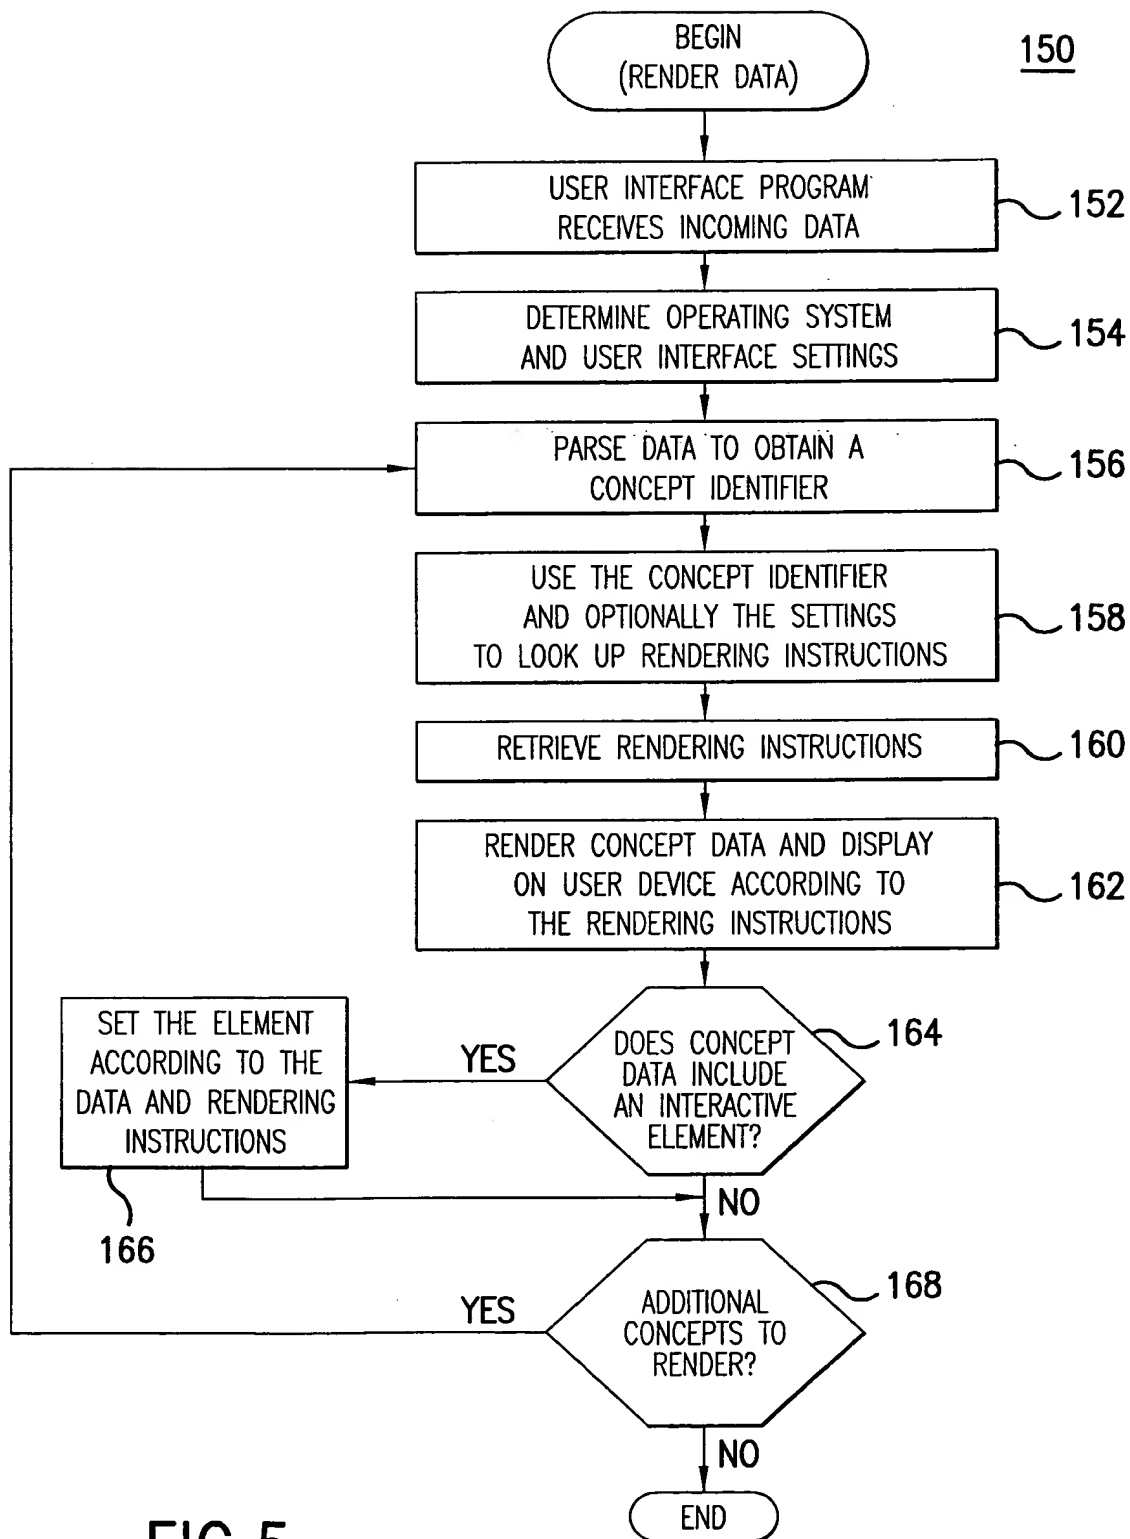 BEGIN
(RENDER DATA)
150
USER INTERFACE PROGRAM
RECEIVES INCOMING DATA
152
DETERMINE OPERATING SYSTEM
AND USER INTERFACE SETTINGS
154
PARSE DATA TO OBTAIN A
CONCEPT IDENTIFIER
156
USE THE CONCEPT IDENTIFIER
AND OPTIONALLY THE SETTINGS
TO LOOK UP RENDERING INSTRUCTIONS
158
RETRIEVE RENDERING INSTRUCTIONS
160
RENDER CONCEPT DATA AND DISPLAY
ON USER DEVICE ACCORDING TO
THE RENDERING INSTRUCTIONS
162
DOES CONCEPT
DATA INCLUDE
AN INTERACTIVE
ELEMENT?
164
YES
SET THE ELEMENT
ACCORDING TO THE
DATA AND RENDERING
INSTRUCTIONS
166
NO
ADDITIONAL
CONCEPTS TO
RENDER?
168
YES
NO
END
FIG.5